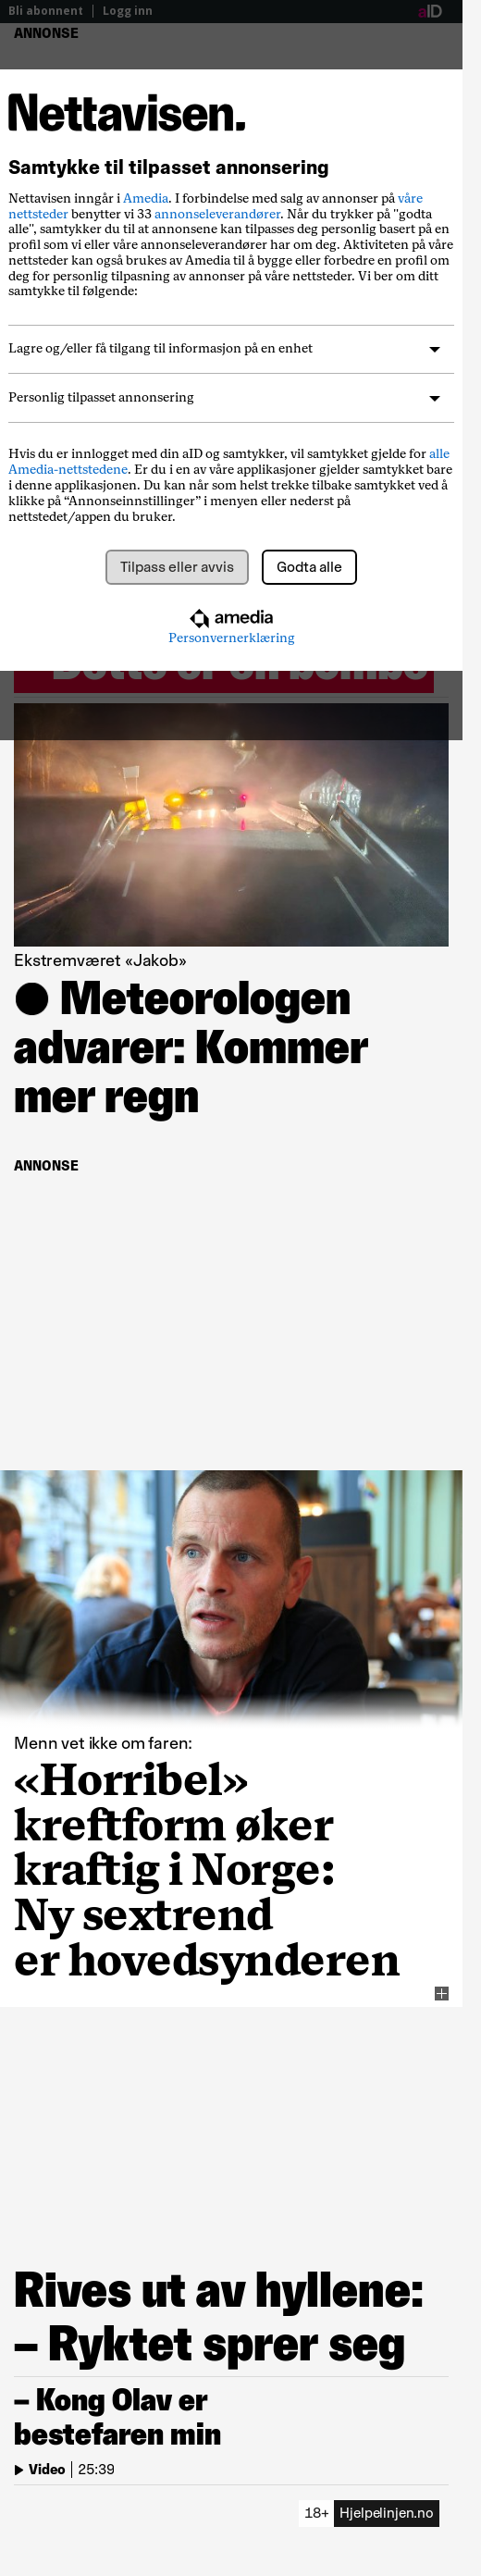 Bli abonnent | Logg inn
aID
ANNONSE
Nettavisen.
Samtykke til tilpasset annonsering
Nettavisen inngår i Amedia. I forbindelse med salg av annonser på våre
nettsteder benytter vi 33 annonseleverandører. Når du trykker på "godta
alle", samtykker du til at annonsene kan tilpasses deg personlig basert på en
profil som vi eller våre annonseleverandører har om deg. Aktiviteten på våre
nettsteder kan også brukes av Amedia til å bygge eller forbedre en profil om
deg for personlig tilpasning av annonser på våre nettsteder. Vi ber om ditt
samtykke til følgende:
Lagre og/eller få tilgang til informasjon på en enhet
Personlig tilpasset annonsering
Hvis du er innlogget med din aID og samtykker, vil samtykket gjelde for alle
Amedia-nettstedene. Er du i en av våre applikasjoner gjelder samtykket bare
i denne applikasjonen. Du kan når som helst trekke tilbake samtykket ved å
klikke på “Annonseinnstillinger” i menyen eller nederst på
nettstedet/appen du bruker.
Tilpass eller avvis
Godta alle
amedia
Personvernerklæring
Dette er en bombe
Ekstremværet «Jakob»
● Meteorologen
advarer: Kommer
mer regn
ANNONSE
Menn vet ikke om faren:
«Horribel»
kreftform øker
kraftig i Norge:
Ny sextrend
er hovedsynderen
Rives ut av hyllene:
– Ryktet sprer seg
– Kong Olav er
bestefaren min
Video | 25:39
18+ Hjelpelinjen.no